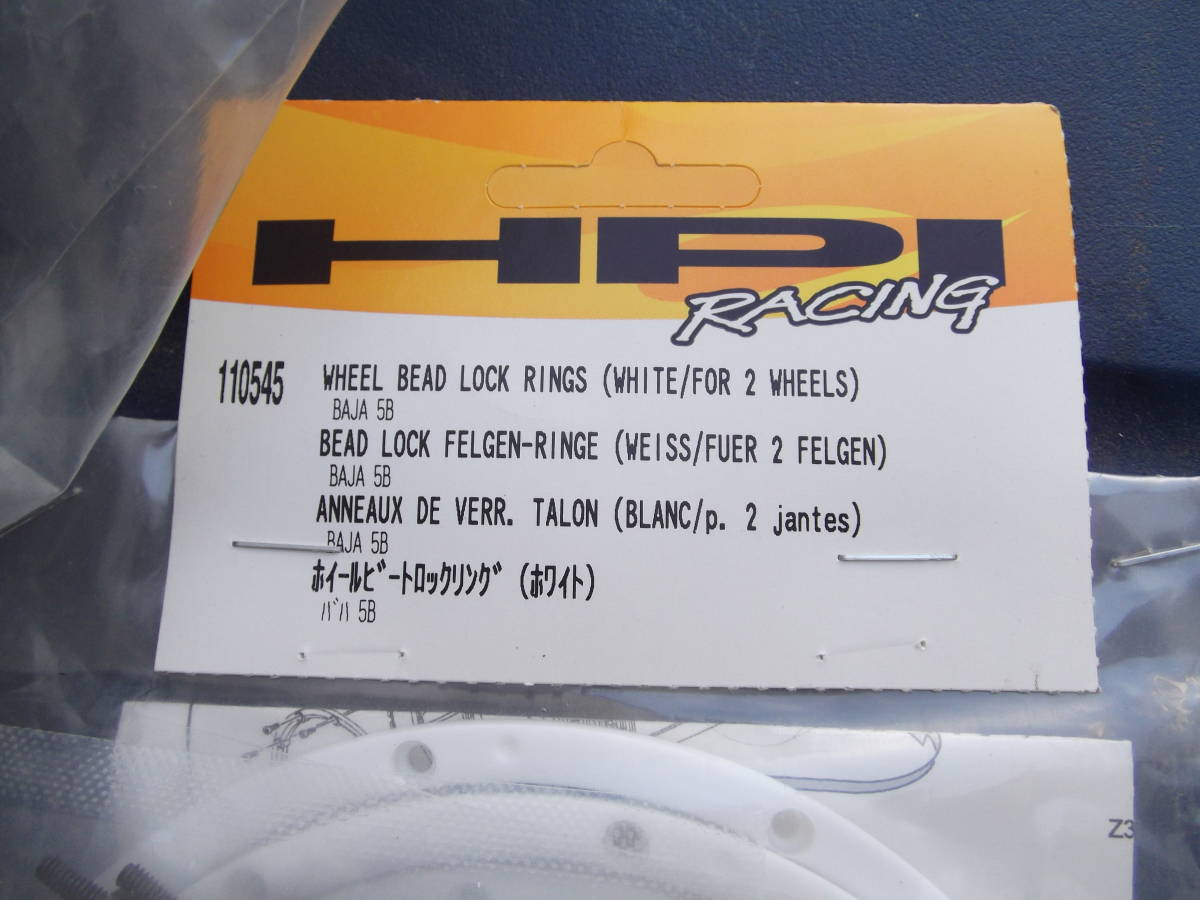 HPI
RACING
110545 WHEEL BEAD LOCK RINGS (WHITE/FOR 2 WHEELS)
BAJA 5B
BEAD LOCK FELGEN-RINGE (WEISS/FUER 2 FELGEN)
BAJA 5B
ANNEAUX DE VERR. TALON (BLANC/p. 2 jantes)
BAJA 5B
ホイールビートロックリング (ホワイト)
バハ 5B
Z3